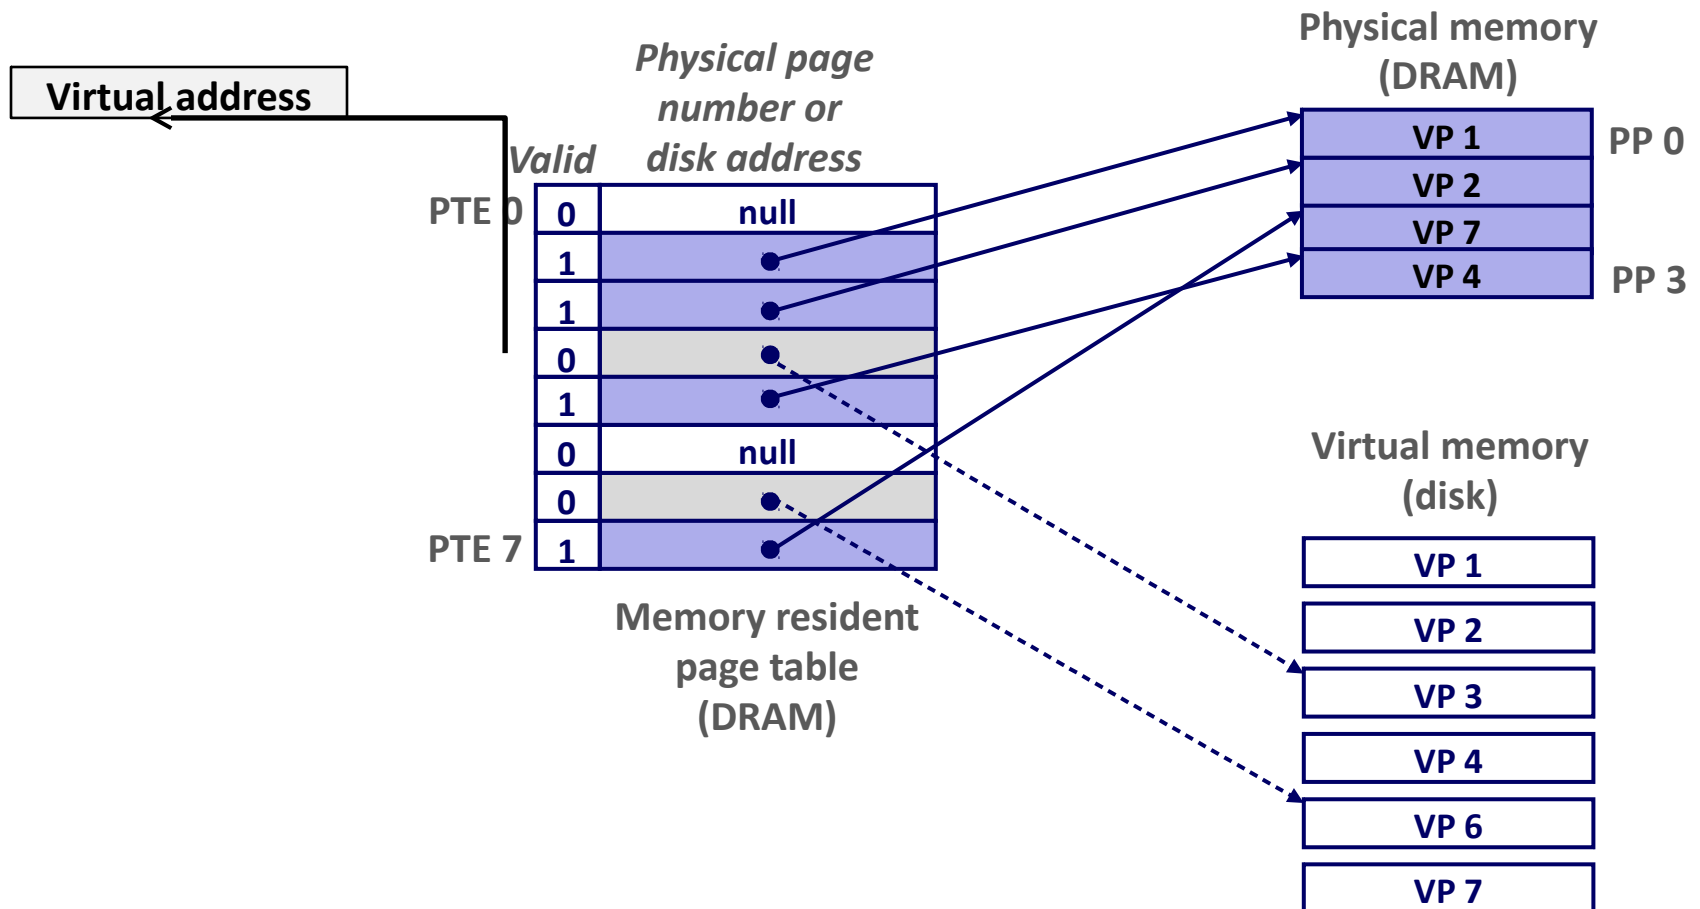 Virtual address
Physical page
number or
disk address
Valid
PTE 0
0
null
1
1
0
1
0
null
0
PTE 7
1
Memory resident
page table
(DRAM)
Physical memory
(DRAM)
VP 1
PP 0
VP 2
VP 7
VP 4
PP 3
Virtual memory
(disk)
VP 1
VP 2
VP 3
VP 4
VP 6
VP 7